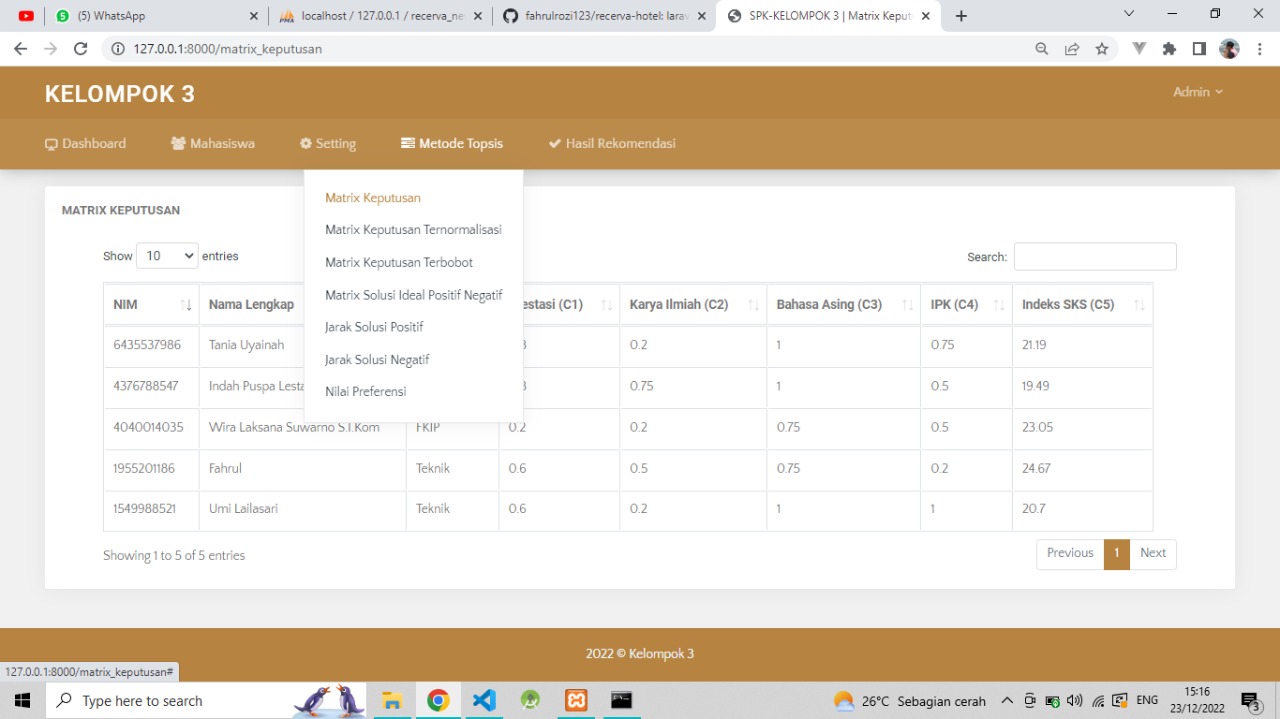 (5) WhatsApp
localhost / 127.0.0.1 / recerva_ne
fahrulrozi123/recerva-hotel: larav
SPK-KELOMPOK 3 | Matrix Keput
127.0.0.1:8000/matrix_keputusan
KELOMPOK 3
Admin
Dashboard
Mahasiswa
Setting
Metode Topsis
Hasil Rekomendasi
Matrix Keputusan
Matrix Keputusan Ternormalisasi
Matrix Keputusan Terbobot
Matrix Solusi Ideal Positif Negatif
Jarak Solusi Positif
Jarak Solusi Negatif
Nilai Preferensi
MATRIX KEPUTUSAN
Show 10 entries
Search:
NIM Nama Lengkap estasi (C1) Karya Ilmiah (C2) Bahasa Asing (C3) IPK (C4) Indeks SKS (C5)
6435537986 Tania Uyainah 0.2 1 0.75 21.19
4376788547 Indah Puspa Lesta 0.75 1 0.5 19.49
4040014035 Wira Laksana Suwarno S.I.Kom FKIP 0.2 0.2 0.75 0.5 23.05
1955201186 Fahrul Teknik 0.6 0.5 0.75 0.2 24.67
1549988521 Umi Lailasari Teknik 0.6 0.2 1 1 20.7
Showing 1 to 5 of 5 entries
Previous 1 Next
2022 © Kelompok 3
127.0.0.1:8000/matrix_keputusan#
Type here to search
26°C Sebagian cerah
ENG
15:16
23/12/2022
3